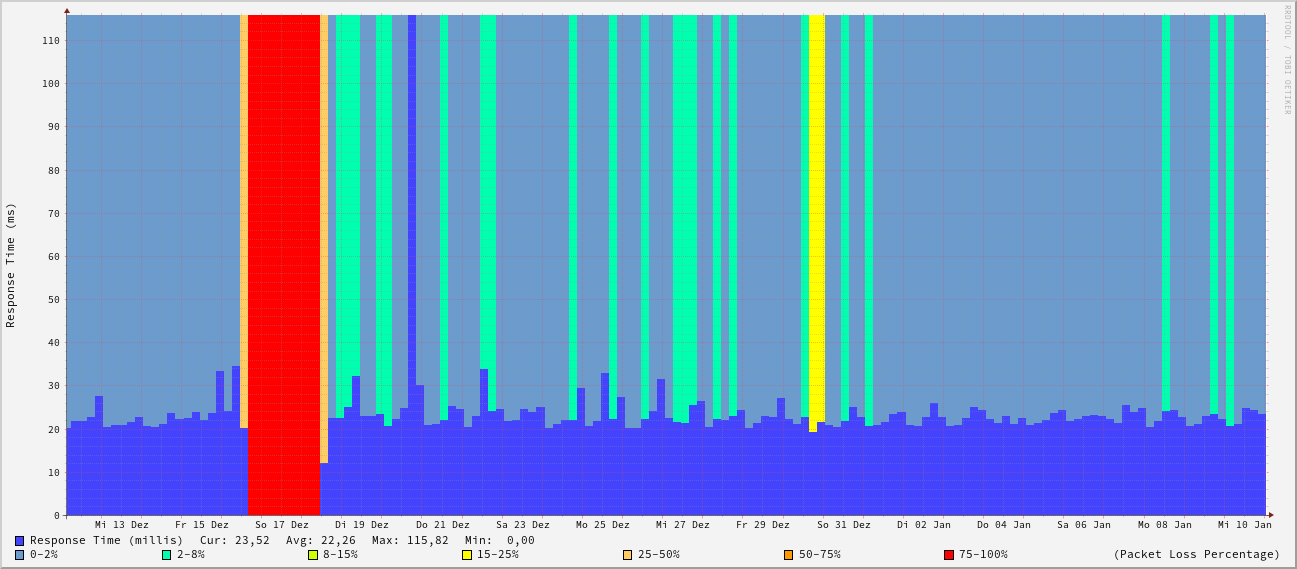 RRDTOOL / TOBI OETIKER
Response Time (ms)
110
100
90
80
70
60
50
40
30
20
10
0
Mi 13 Dez Fr 15 Dez So 17 Dez Di 19 Dez Do 21 Dez Sa 23 Dez Mo 25 Dez Mi 27 Dez Fr 29 Dez So 31 Dez Di 02 Jan Do 04 Jan Sa 06 Jan Mo 08 Jan Mi 10 Jan
Response Time (millis) Cur: 23,52 Avg: 22,26 Max: 115,82 Min: 0,00
0-2% 2-8% 8-15% 15-25% 25-50% 50-75% 75-100% (Packet Loss Percentage)